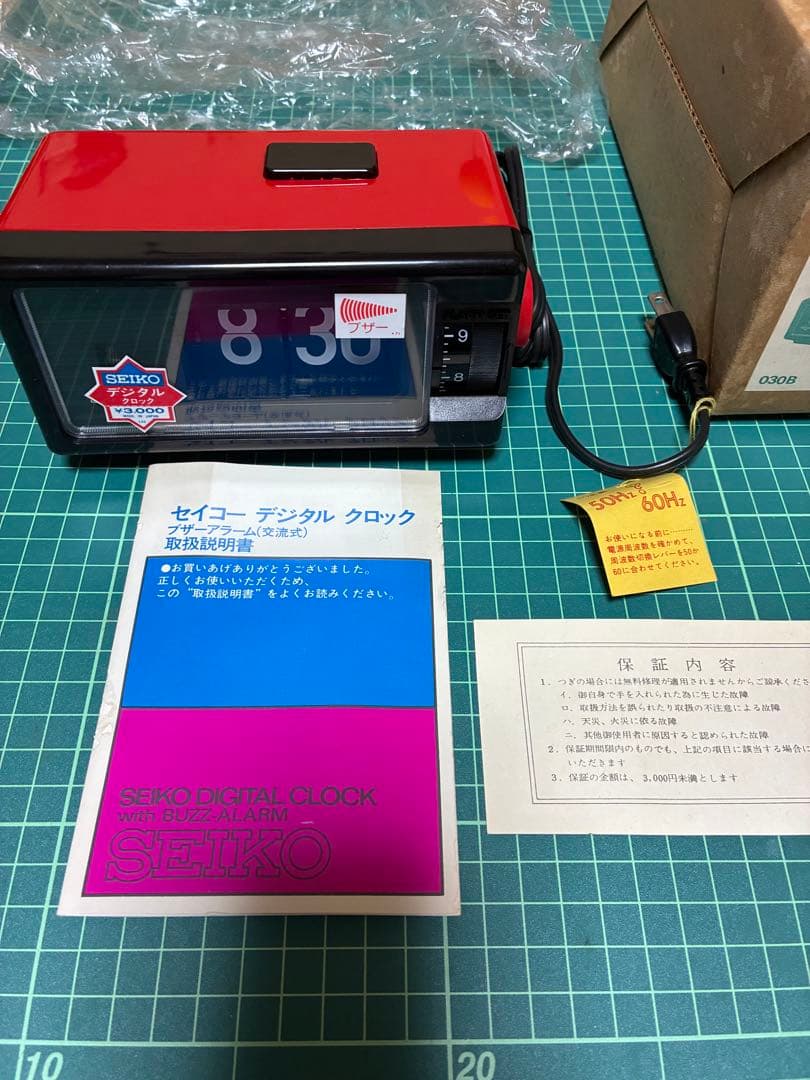 8 30
ブザー
ALARM SET
9
8
SEIKO
デジタル
クロック
¥3,000
MADE IN JAPAN
030B
50Hz
60Hz
お使いになる前に………
電源周波数を確かめて、
周波数切換レバーを50か
60に合わせてください。
セイコー デジタル クロック
ブザーアラーム(交流式)
取扱説明書
●お買いあげありがとうございました。
正しくお使いいただくため、
この“取扱説明書”をよくお読みください。
SEIKO DIGITAL CLOCK
with BUZZ-ALARM
SEIKO
保証内容
1. つぎの場合には無料修理が適用されませんからご認承くださ
イ. 御自身で手を入れられた為に生じた故障
ロ. 取扱方法を誤られたり取扱の不注意による故障
ハ. 天災、火災に依る故障
ニ. 其他御使用者に原因すると認められた故障
2. 保証期間限内のものでも、上記の項目に該当する場合に
いただきます
3. 保証の金額は、3,000円未満とします
10
20